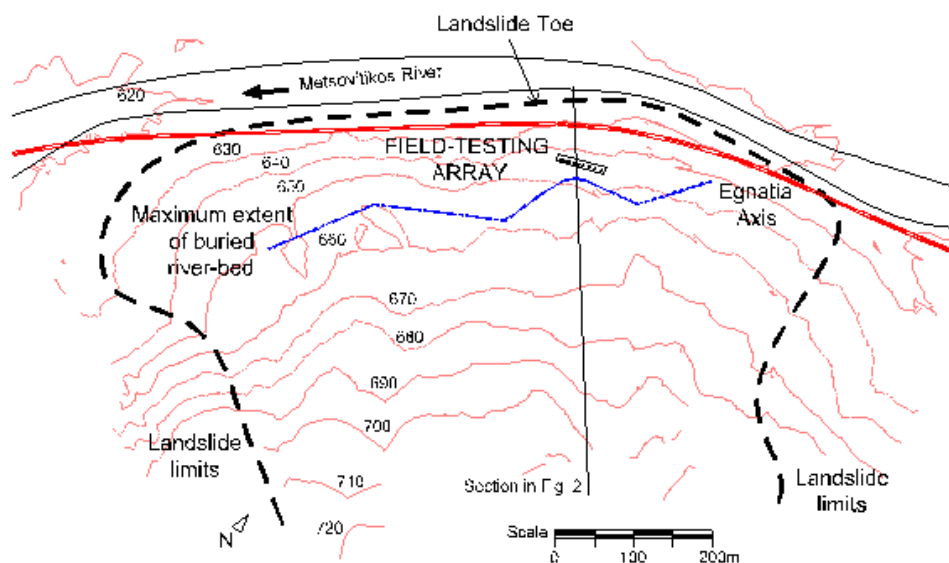 Landslide Toe
Metsovitikos River
620
630
640
FIELD-TESTING
ARRAY
650
Egnatia
Axis
Maximum extent
of buried
river-bed
660
670
680
690
700
Landslide
limits
710
720
N
Section in Fig. 2
Landslide
limits
Scale
0
100
200m